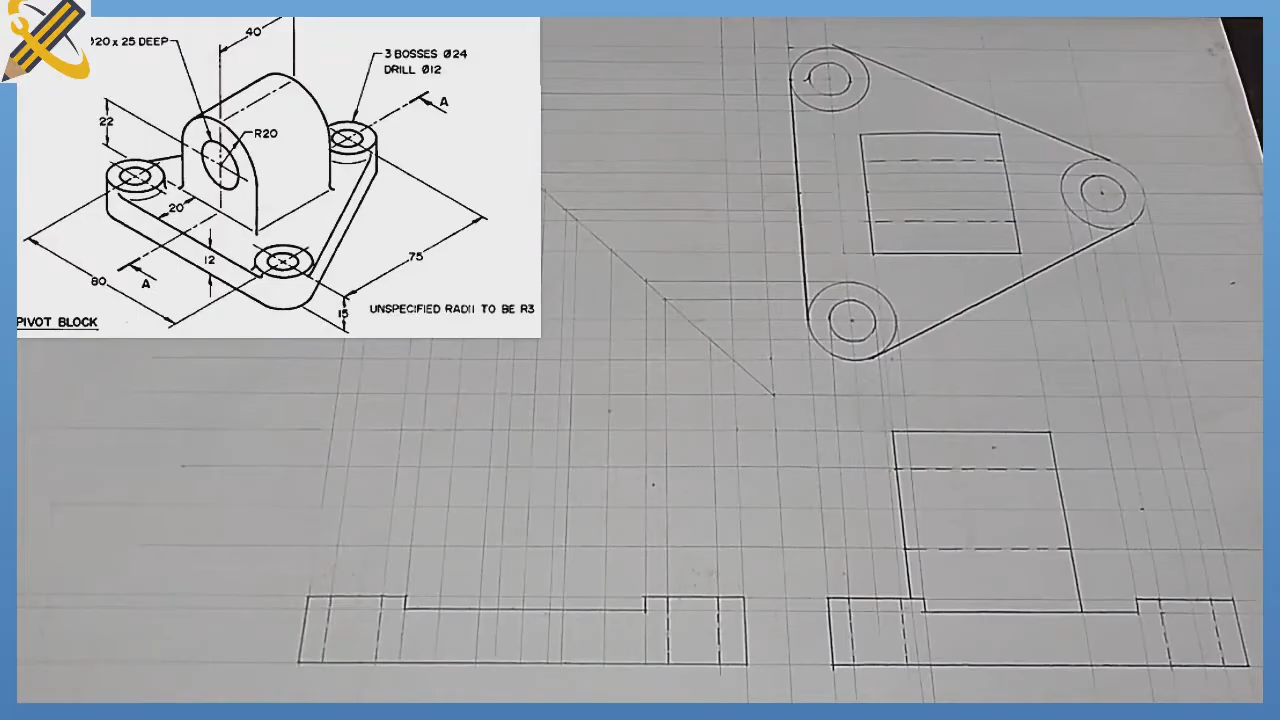 40
Ø20 x 25 DEEP
3 BOSSES Ø24
DRILL Ø12
A
22
R20
20
12
75
80
A
15
UNSPECIFIED RADII TO BE R3
PIVOT BLOCK